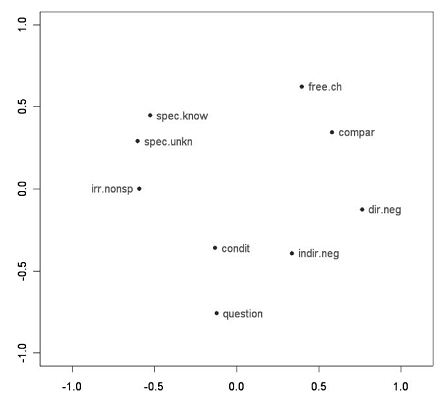 1.0
0.5
0.0
-0.5
-1.0
free.ch
spec.know
compar
spec.unkn
irr.nonsp
dir.neg
condit
indir.neg
question
-1.0 -0.5 0.0 0.5 1.0